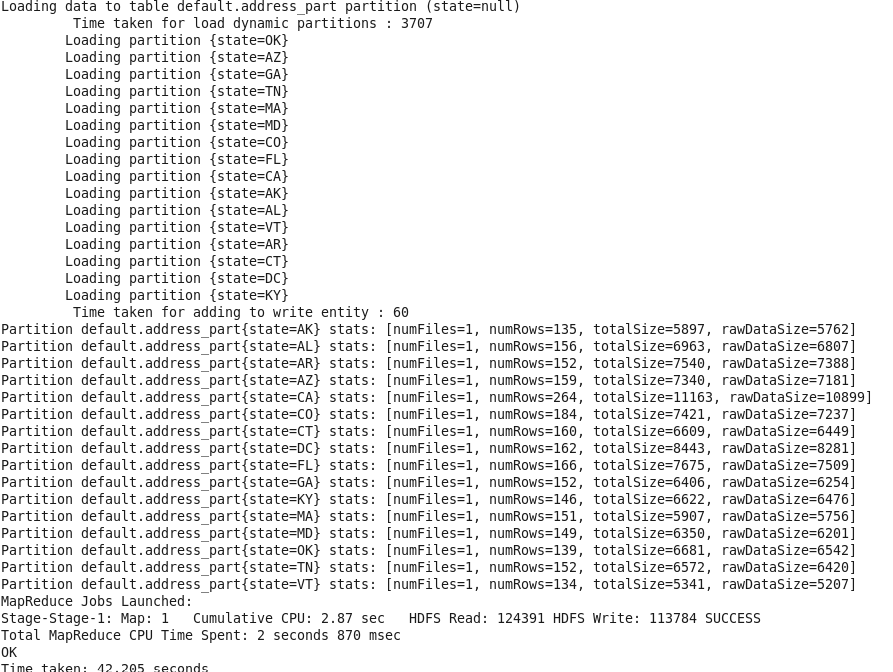 Loading data to table default.address_part partition (state=null)
Time taken for load dynamic partitions : 3707
Loading partition {state=OK}
Loading partition {state=AZ}
Loading partition {state=GA}
Loading partition {state=TN}
Loading partition {state=MA}
Loading partition {state=MD}
Loading partition {state=CO}
Loading partition {state=FL}
Loading partition {state=CA}
Loading partition {state=AK}
Loading partition {state=AL}
Loading partition {state=VT}
Loading partition {state=AR}
Loading partition {state=CT}
Loading partition {state=DC}
Loading partition {state=KY}
Time taken for adding to write entity : 60
Partition default.address_part{state=AK} stats: [numFiles=1, numRows=135, totalSize=5897, rawDataSize=5762]
Partition default.address_part{state=AL} stats: [numFiles=1, numRows=156, totalSize=6963, rawDataSize=6807]
Partition default.address_part{state=AR} stats: [numFiles=1, numRows=152, totalSize=7540, rawDataSize=7388]
Partition default.address_part{state=AZ} stats: [numFiles=1, numRows=159, totalSize=7340, rawDataSize=7181]
Partition default.address_part{state=CA} stats: [numFiles=1, numRows=264, totalSize=11163, rawDataSize=10899]
Partition default.address_part{state=CO} stats: [numFiles=1, numRows=184, totalSize=7421, rawDataSize=7237]
Partition default.address_part{state=CT} stats: [numFiles=1, numRows=160, totalSize=6609, rawDataSize=6449]
Partition default.address_part{state=DC} stats: [numFiles=1, numRows=162, totalSize=8443, rawDataSize=8281]
Partition default.address_part{state=FL} stats: [numFiles=1, numRows=166, totalSize=7675, rawDataSize=7509]
Partition default.address_part{state=GA} stats: [numFiles=1, numRows=152, totalSize=6406, rawDataSize=6254]
Partition default.address_part{state=KY} stats: [numFiles=1, numRows=146, totalSize=6622, rawDataSize=6476]
Partition default.address_part{state=MA} stats: [numFiles=1, numRows=151, totalSize=5907, rawDataSize=5756]
Partition default.address_part{state=MD} stats: [numFiles=1, numRows=149, totalSize=6350, rawDataSize=6201]
Partition default.address_part{state=OK} stats: [numFiles=1, numRows=139, totalSize=6681, rawDataSize=6542]
Partition default.address_part{state=TN} stats: [numFiles=1, numRows=152, totalSize=6572, rawDataSize=6420]
Partition default.address_part{state=VT} stats: [numFiles=1, numRows=134, totalSize=5341, rawDataSize=5207]
MapReduce Jobs Launched:
Stage-Stage-1: Map: 1   Cumulative CPU: 2.87 sec   HDFS Read: 124391 HDFS Write: 113784 SUCCESS
Total MapReduce CPU Time Spent: 2 seconds 870 msec
OK
Time taken: 42.205 seconds